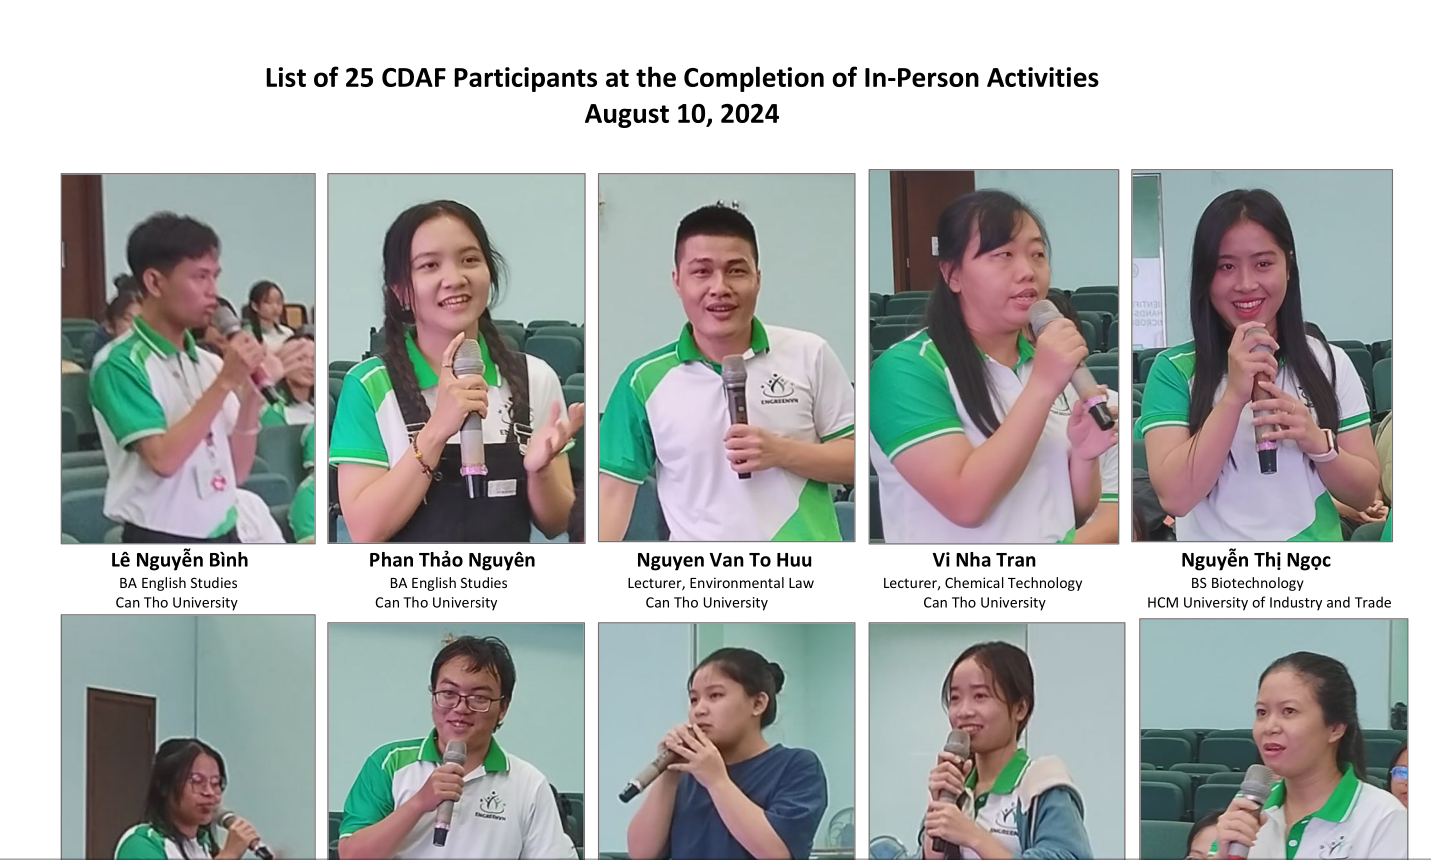 List of 25 CDAF Participants at the Completion of In-Person Activities
August 10, 2024
ENGREENVN
Lê Nguyễn Bình
BA English Studies
Can Tho University
Phan Thảo Nguyên
BA English Studies
Can Tho University
Nguyen Van To Huu
Lecturer, Environmental Law
Can Tho University
Vi Nha Tran
Lecturer, Chemical Technology
Can Tho University
Nguyễn Thị Ngọc
BS Biotechnology
HCM University of Industry and Trade
ENGREENVN
ENGREENVN